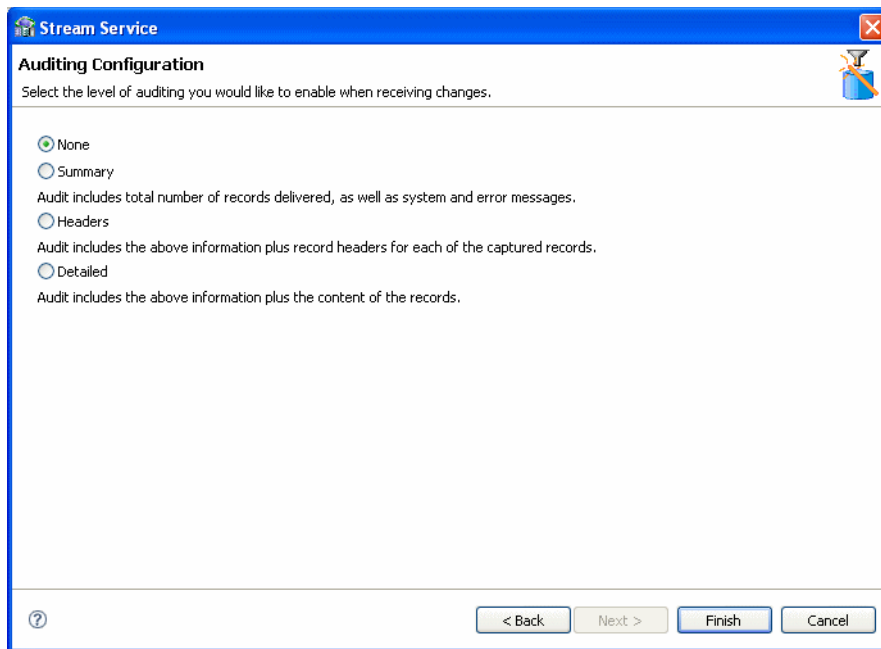 Stream Service
Auditing Configuration
Select the level of auditing you would like to enable when receiving changes.
None
Summary
Audit includes total number of records delivered, as well as system and error messages.
Headers
Audit includes the above information plus record headers for each of the captured records.
Detailed
Audit includes the above information plus the content of the records.
? < Back Next > Finish Cancel